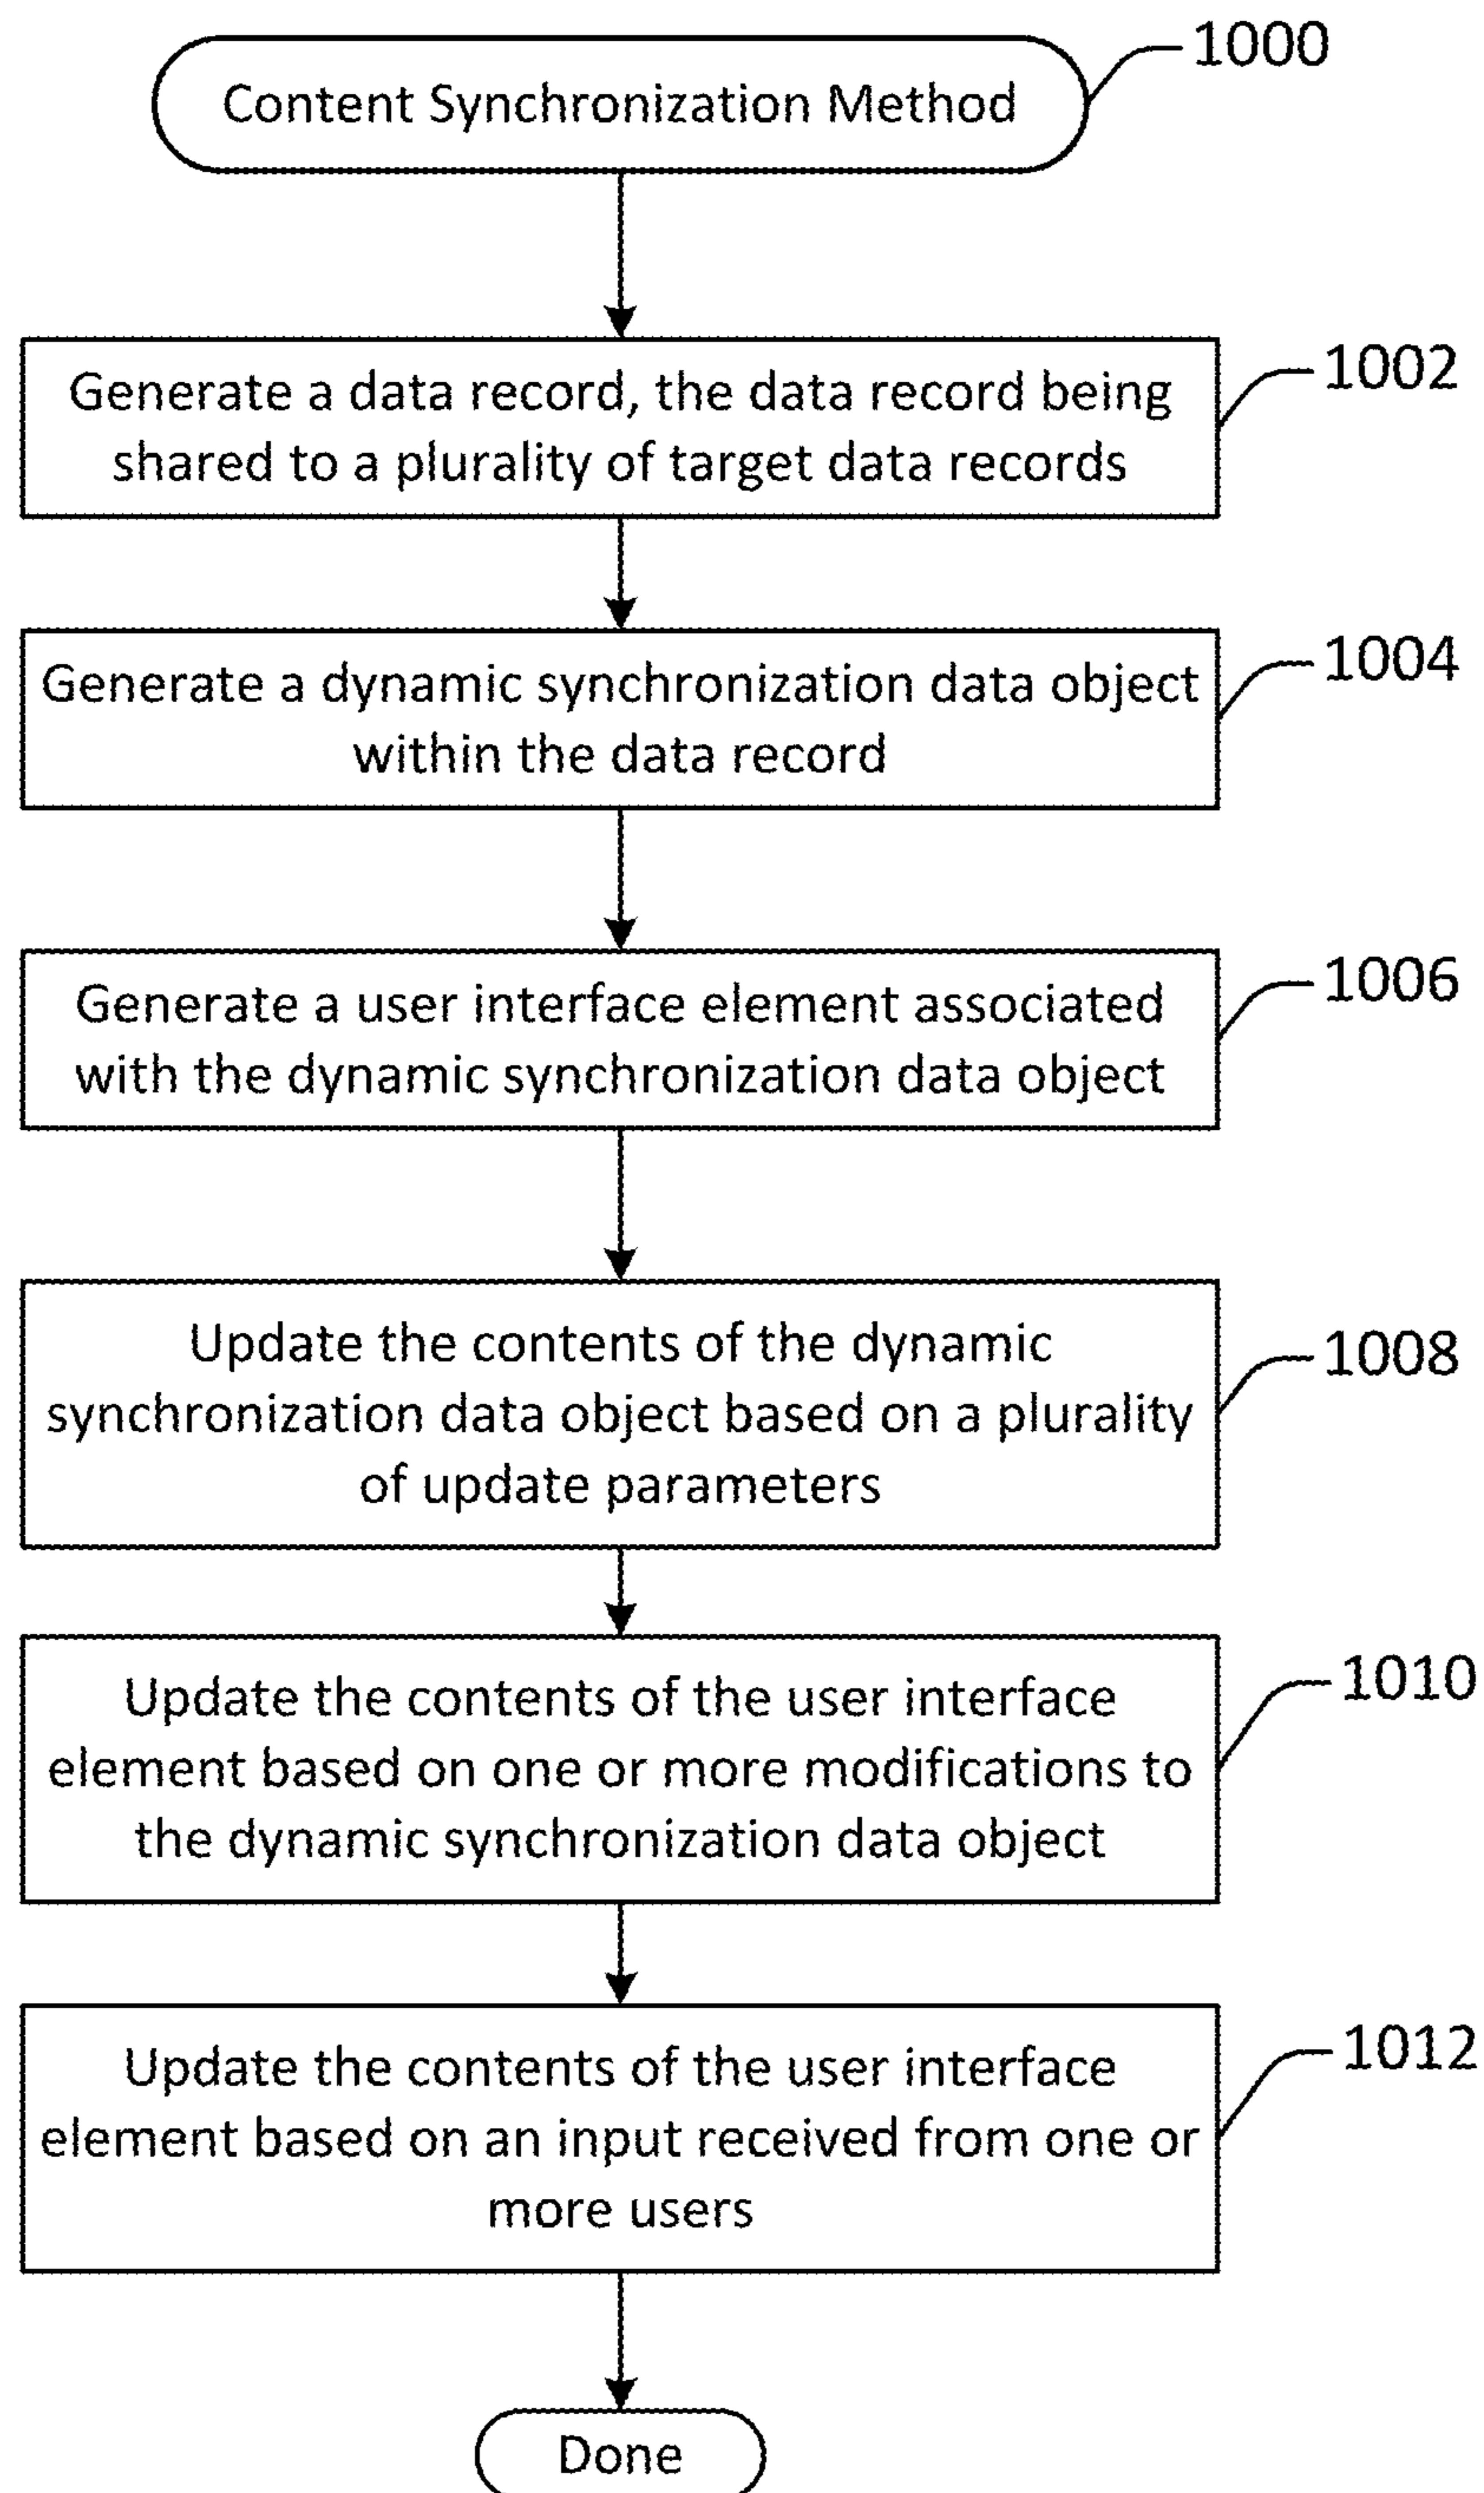 1000
Content Synchronization Method
1002
Generate a data record, the data record being
shared to a plurality of target data records
1004
Generate a dynamic synchronization data object
within the data record
1006
Generate a user interface element associated
with the dynamic synchronization data object
1008
Update the contents of the dynamic
synchronization data object based on a plurality
of update parameters
1010
Update the contents of the user interface
element based on one or more modifications to
the dynamic synchronization data object
1012
Update the contents of the user interface
element based on an input received from one or
more users
Done